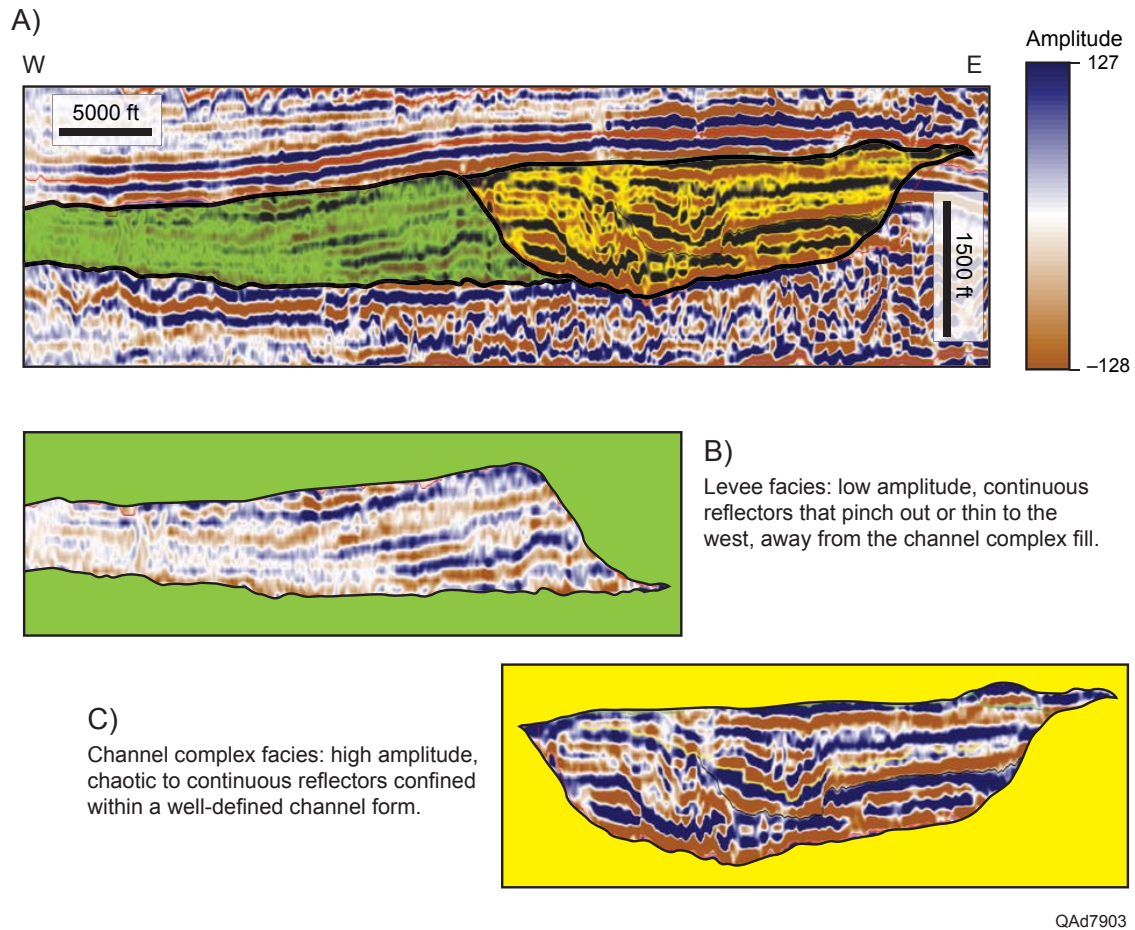 A)
W
E
Amplitude
127
–128
5000 ft
1500 ft
B)
Levee facies: low amplitude, continuous
reflectors that pinch out or thin to the
west, away from the channel complex fill.
C)
Channel complex facies: high amplitude,
chaotic to continuous reflectors confined
within a well-defined channel form.
QAd7903